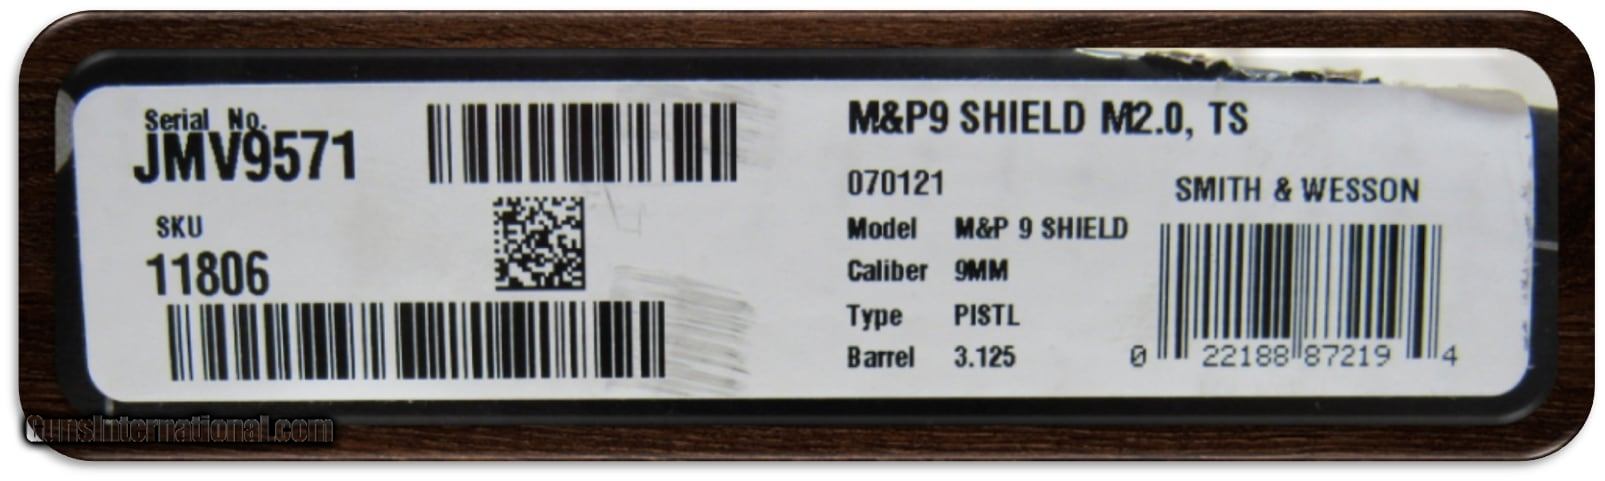 Serial No.
JMV9571
SKU
11806
M&P9 SHIELD M2.0, TS
070121
Model M&P 9 SHIELD
Caliber 9MM
Type PISTL
Barrel 3.125
SMITH & WESSON
0 22188 87219 4
GunsInternational.com